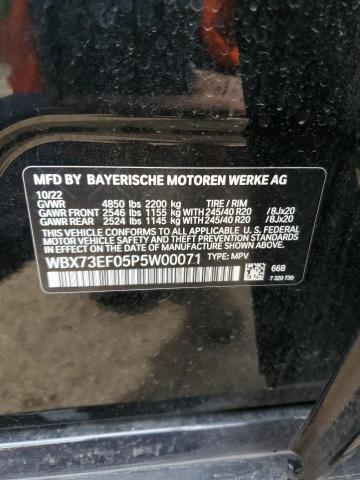 MFD BY BAYERISCHE MOTOREN WERKE AG
10/22
GVWR 4850 lbs 2200 kg TIRE / RIM
GAWR FRONT 2546 lbs 1155 kg WITH 245/40 R20 /8Jx20
GAWR REAR 2524 lbs 1145 kg WITH 245/40 R20 /8Jx20
THIS VEHICLE CONFORMS TO ALL APPLICABLE U.S. FEDERAL
MOTOR VEHICLE SAFETY, BUMPER, AND THEFT PREVENTION
STANDARDS IN EFFECT ON THE DATE OF MANUFACTURE SHOWN ABOVE.
WBX73EF05P5W00071 TYPE: MPV
668
7 320 730